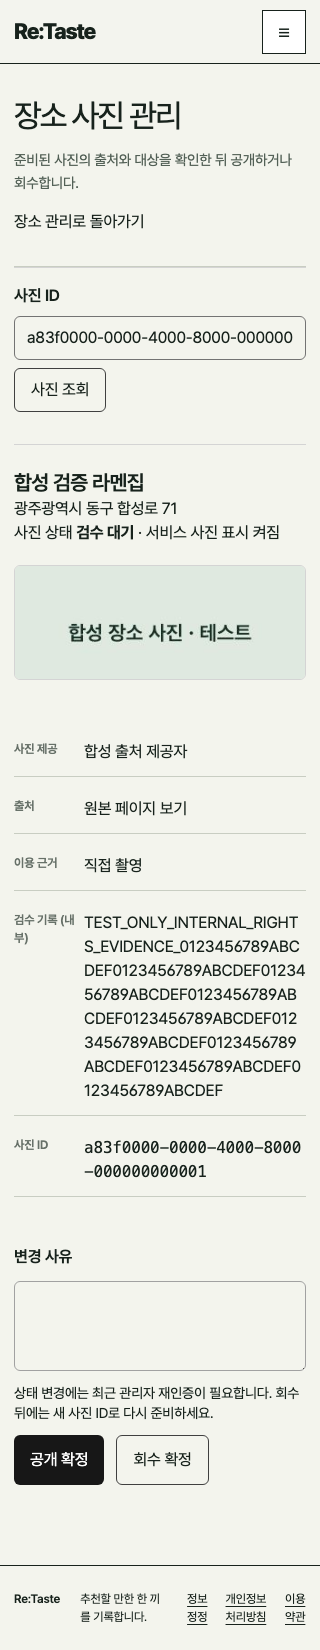 Re:Taste
장소 사진 관리
준비된 사진의 출처와 대상을 확인한 뒤 공개하거나
회수합니다.
장소 관리로 돌아가기
사진 ID
a83f0000-0000-4000-8000-000000
사진 조회
합성 검증 라멘집
광주광역시 동구 합성로 71
사진 상태 검수 대기 · 서비스 사진 표시 켜짐
합성 장소 사진 · 테스트
사진 제공 합성 출처 제공자
출처 원본 페이지 보기
이용 근거 직접 촬영
검수 기록 (내
부)
TEST_ONLY_INTERNAL_RIGHT
S_EVIDENCE_0123456789ABC
DEF0123456789ABCDEF01234
56789ABCDEF0123456789AB
CDEF0123456789ABCDEF012
3456789ABCDEF0123456789
ABCDEF0123456789ABCDEF0
123456789ABCDEF
사진 ID
a83f0000-0000-4000-8000
-000000000001
변경 사유
상태 변경에는 최근 관리자 재인증이 필요합니다. 회수
뒤에는 새 사진 ID로 다시 준비하세요.
공개 확정 회수 확정
Re:Taste
추천할 만한 한 끼
를 기록합니다.
정보
정정
개인정보
처리방침
이용
약관